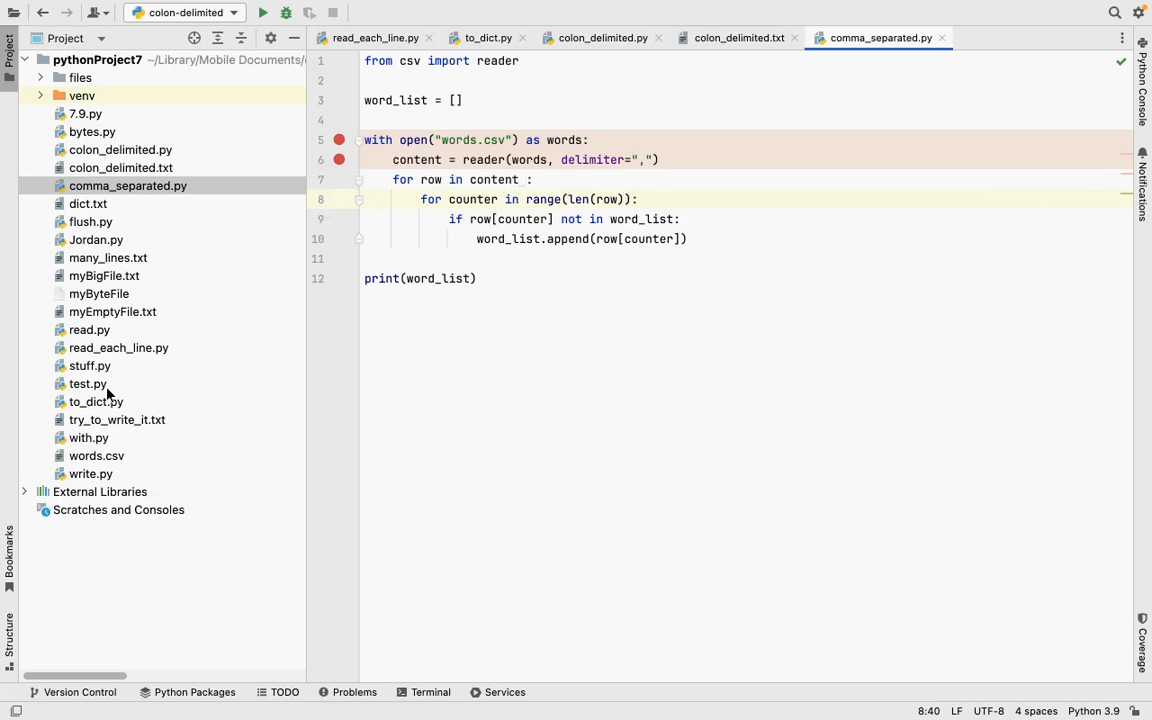 colon-delimited
Project
read_each_line.py
to_dict.py
colon_delimited.py
colon_delimited.txt
comma_separated.py
Project
pythonProject7 ~/Library/Mobile Documents/
files
venv
7.9.py
bytes.py
colon_delimited.py
colon_delimited.txt
comma_separated.py
dict.txt
flush.py
Jordan.py
many_lines.txt
myBigFile.txt
myByteFile
myEmptyFile.txt
read.py
read_each_line.py
stuff.py
test.py
to_dict.py
try_to_write_it.txt
with.py
words.csv
write.py
External Libraries
Scratches and Consoles
1 from csv import reader
2
3 word_list = []
4
5 with open("words.csv") as words:
6 content = reader(words, delimiter=",")
7 for row in content :
8 for counter in range(len(row)):
9 if row[counter] not in word_list:
10 word_list.append(row[counter])
11
12 print(word_list)
Python Console
Notifications
Coverage
Bookmarks
Structure
Version Control
Python Packages
TODO
Problems
Terminal
Services
8:40 LF UTF-8 4 spaces Python 3.9